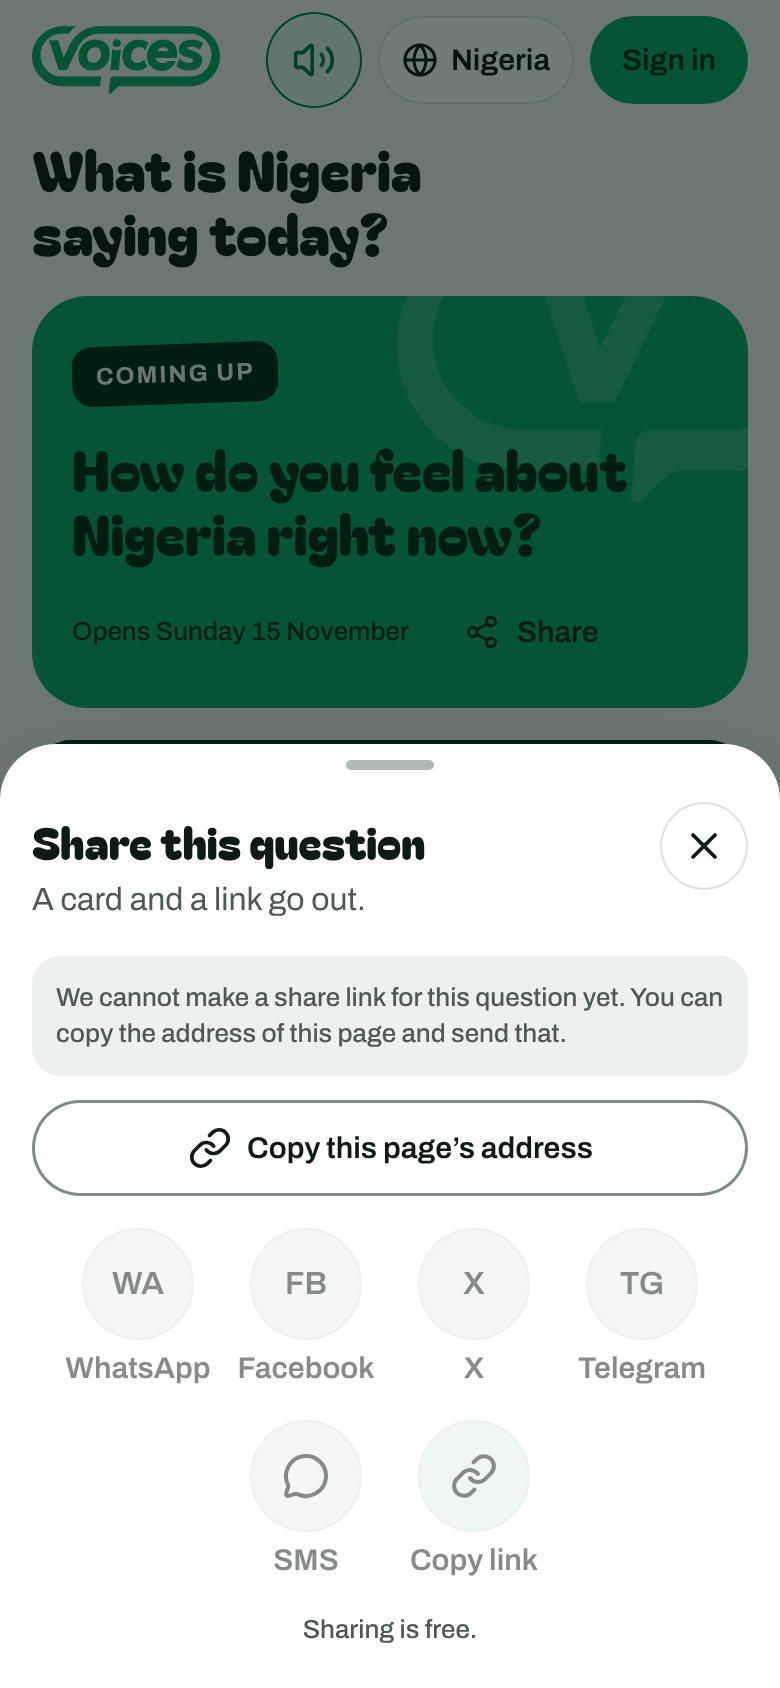 Voices
Nigeria
Sign in
What is Nigeria
saying today?
COMING UP
How do you feel about
Nigeria right now?
Opens Sunday 15 November
Share
Share this question
A card and a link go out.
We cannot make a share link for this question yet. You can
copy the address of this page and send that.
Copy this page’s address
WA
FB
X
TG
WhatsApp
Facebook
X
Telegram
SMS
Copy link
Sharing is free.